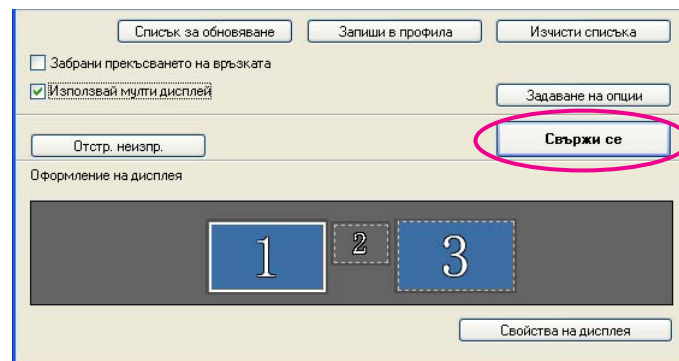 Списък за обновяване Запиши в профила Изчисти списъка
Забрани прекъсването на връзката
Използвай мулти дисплей Задаване на опции
Отстр. неизпр. Свържи се
Оформление на дисплея
1 2 3
Свойства на дисплея